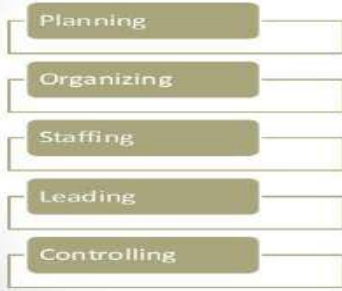 Planning
Organizing
Staffing
Leading
Controlling